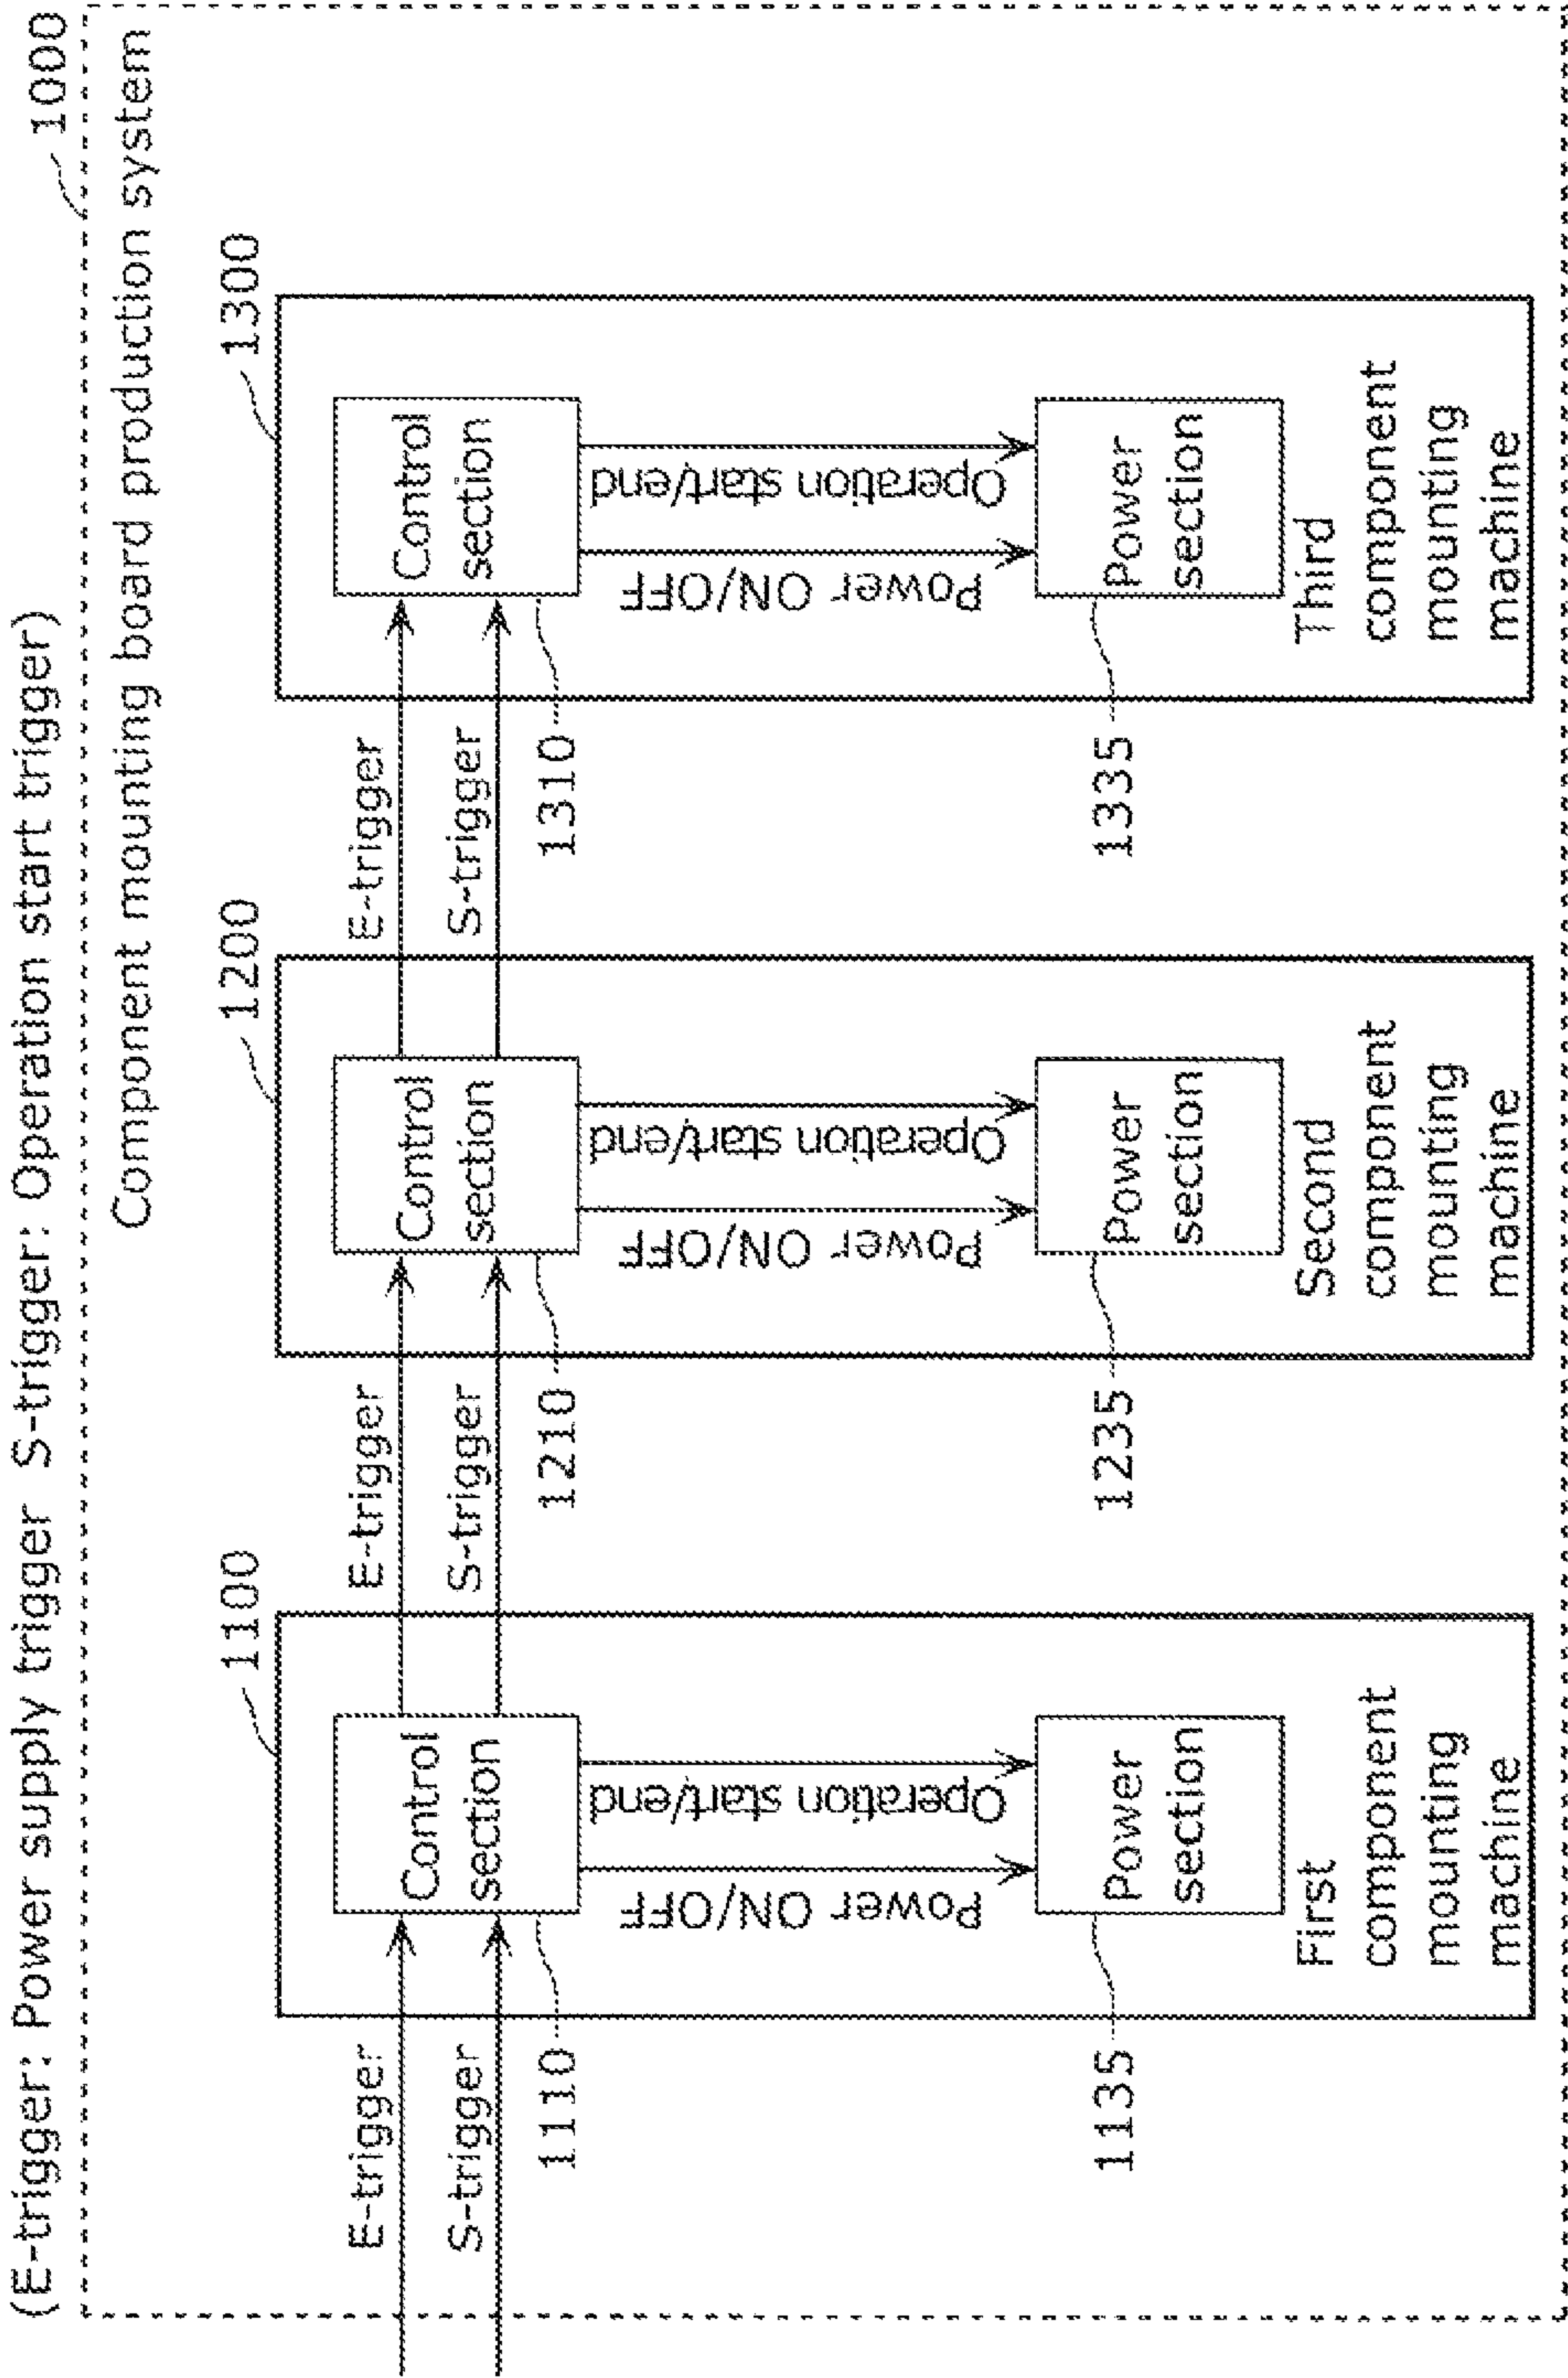 (E-trigger: Power supply trigger S-trigger: Operation start trigger)
1000
Component mounting board production system
1100
1200
1300
E-trigger
S-trigger
Control
section
1110
Power ON/OFF
Operation start/end
Power
section
1135
First
component
mounting
machine
E-trigger
S-trigger
Control
section
1210
Power ON/OFF
Operation start/end
Power
section
1235
Second
component
mounting
machine
E-trigger
S-trigger
Control
section
1310
Power ON/OFF
Operation start/end
Power
section
1335
Third
component
mounting
machine